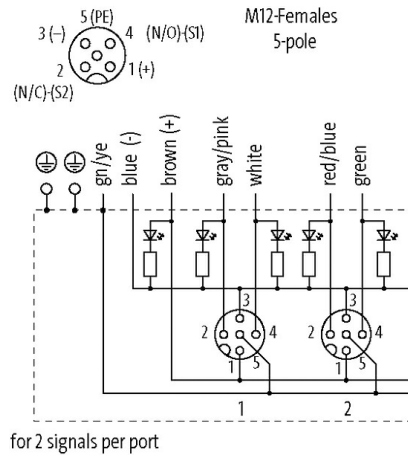 5 (PE)
3 (–)
4 (N/O)-(S1)
2
1 (+)
(N/C)-(S2)
M12-Females
5-pole
gn/ye
blue (-)
brown (+)
gray/pink
white
red/blue
green
3
2
4
1
5
3
2
4
1
5
1
2
for 2 signals per port